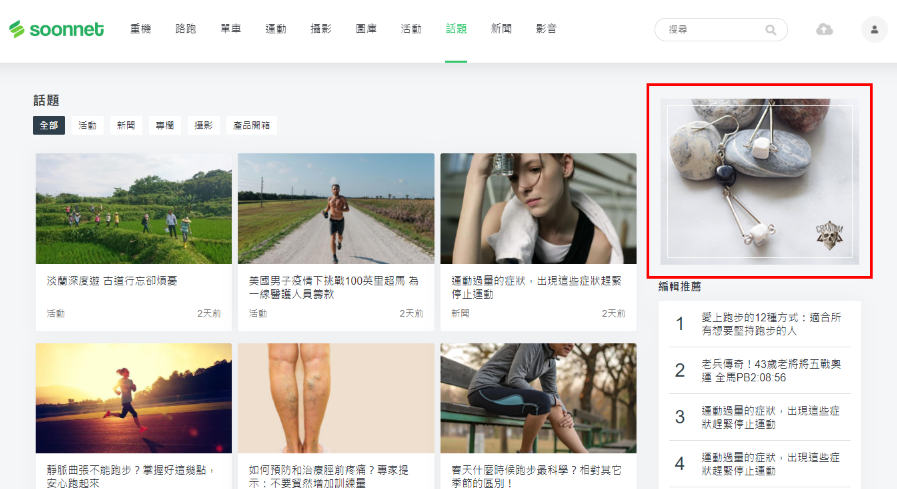 soonnet 重機 路跑 單車 運動 攝影 圖庫 活動 話題 新聞 影音 搜尋
話題
全部 活動 新聞 專欄 攝影 產品開箱
淡蘭深度遊 古道行忘卻煩憂
活動 2天前
美國男子疫情下挑戰100英里超馬 為
一線醫護人員籌款
活動 2天前
運動過量的症狀，出現這些症狀趕緊
停止運動
新聞 2天前
靜脈曲張不能跑步？掌握好這幾點，
安心跑起來
如何預防和治療脛前疼痛？專家提
示：不要貿然增加訓練量
春天什麼時候跑步最科學？相對其它
季節的區別！
編輯推薦
1 愛上跑步的12種方式：適合所
有想要堅持跑步的人
2 老兵傳奇！43歲老將將五戰奧
運 全馬PB2:08:56
3 運動過量的症狀，出現這些症
狀趕緊停止運動
4 運動過量的症狀，出現這些症
狀趕緊停止運動